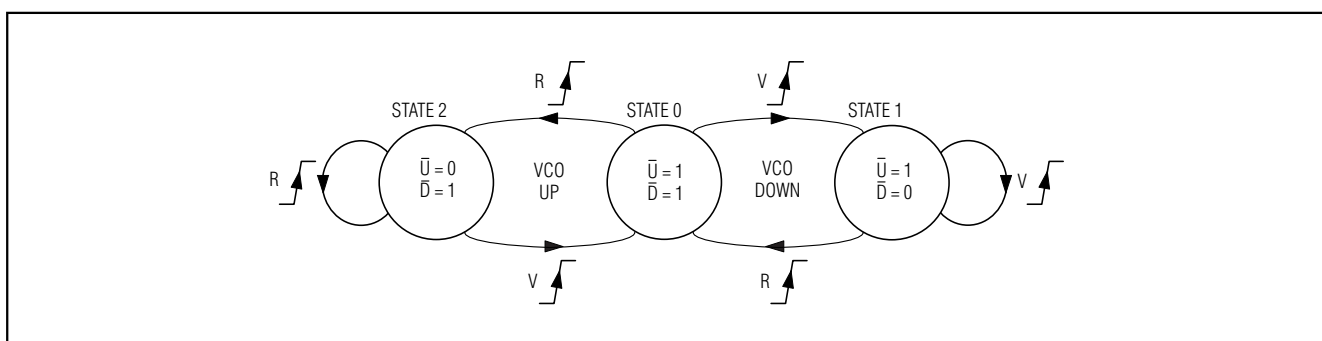 R
V
STATE 2
STATE 0
STATE 1
R
U̅ = 0
D̅ = 1
VCO
UP
U̅ = 1
D̅ = 1
VCO
DOWN
U̅ = 1
D̅ = 0
V
V
R